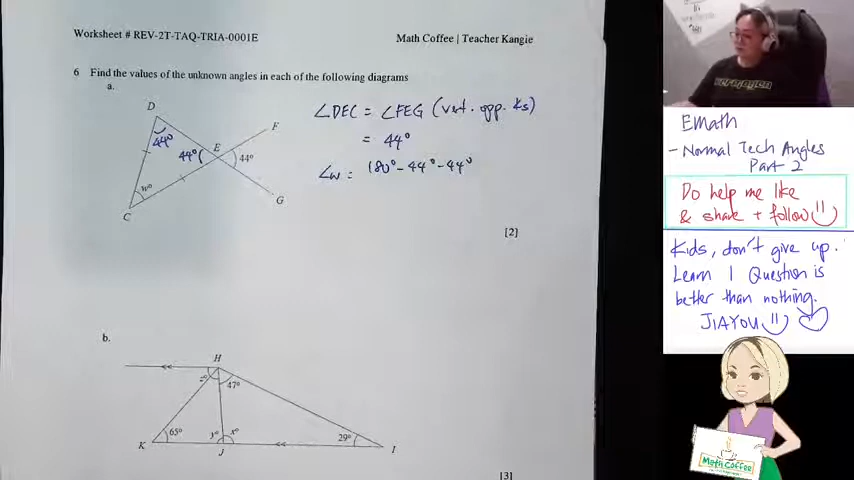 Worksheet # REV-2T-TAQ-TRIA-0001E
Math Coffee | Teacher Kangie
6 Find the values of the unknown angles in each of the following diagrams
a.
D
44°
44°
E
F
44°
G
w°
C
∠DEC = ∠FEG (vert. opp. ∠s)
= 44°
∠w = 180° - 44° - 44°
[2]
b.
H
z°
47°
65°
y° x°
29°
K
J
I
[3]
EMath
- Normal Tech Angles
Part 2
Do help me like
& share + follow
Kids, don't give up.
Learn 1 Question is
better than nothing.
JIAYOU
Math Coffee